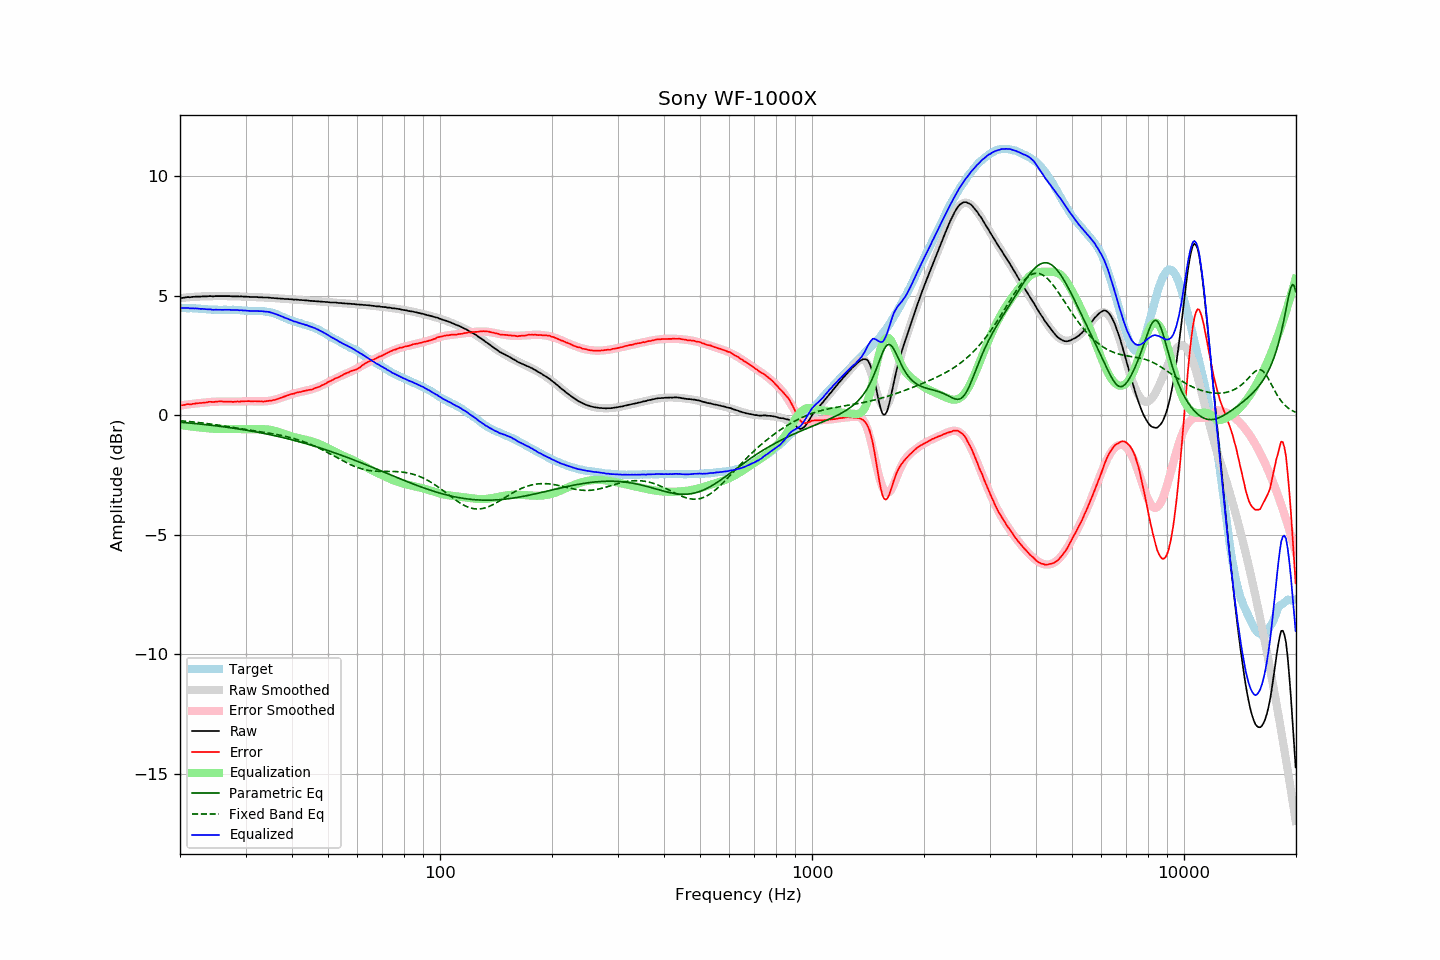 Sony WF-1000X
10
5
0
−5
−10
−15
Amplitude (dBr)
100
1000
10000
Frequency (Hz)
Target
Raw Smoothed
Error Smoothed
Raw
Error
Equalization
Parametric Eq
Fixed Band Eq
Equalized